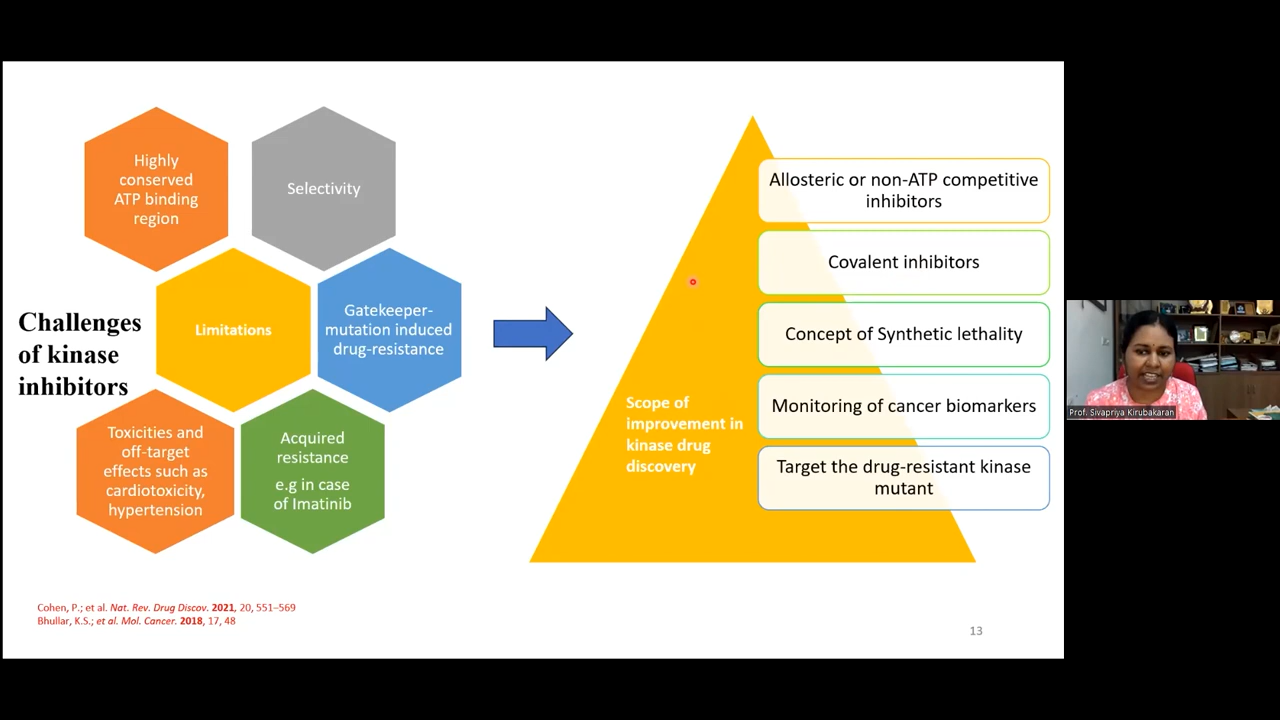 Highly
conserved
ATP binding
region
Selectivity
Challenges
of kinase
inhibitors
Limitations
Gatekeeper-
mutation induced
drug-resistance
Toxicities and
off-target
effects such as
cardiotoxicity,
hypertension
Acquired
resistance
e.g in case
of Imatinib
Scope of
improvement in
kinase drug
discovery
Allosteric or non-ATP competitive
inhibitors
Covalent inhibitors
Concept of Synthetic lethality
Monitoring of cancer biomarkers
Target the drug-resistant kinase
mutant
Cohen, P.; et al. Nat. Rev. Drug Discov. 2021, 20, 551–569
Bhullar, K.S.; et al. Mol. Cancer. 2018, 17, 48
13
Prof. Sivapriya Kirubakaran